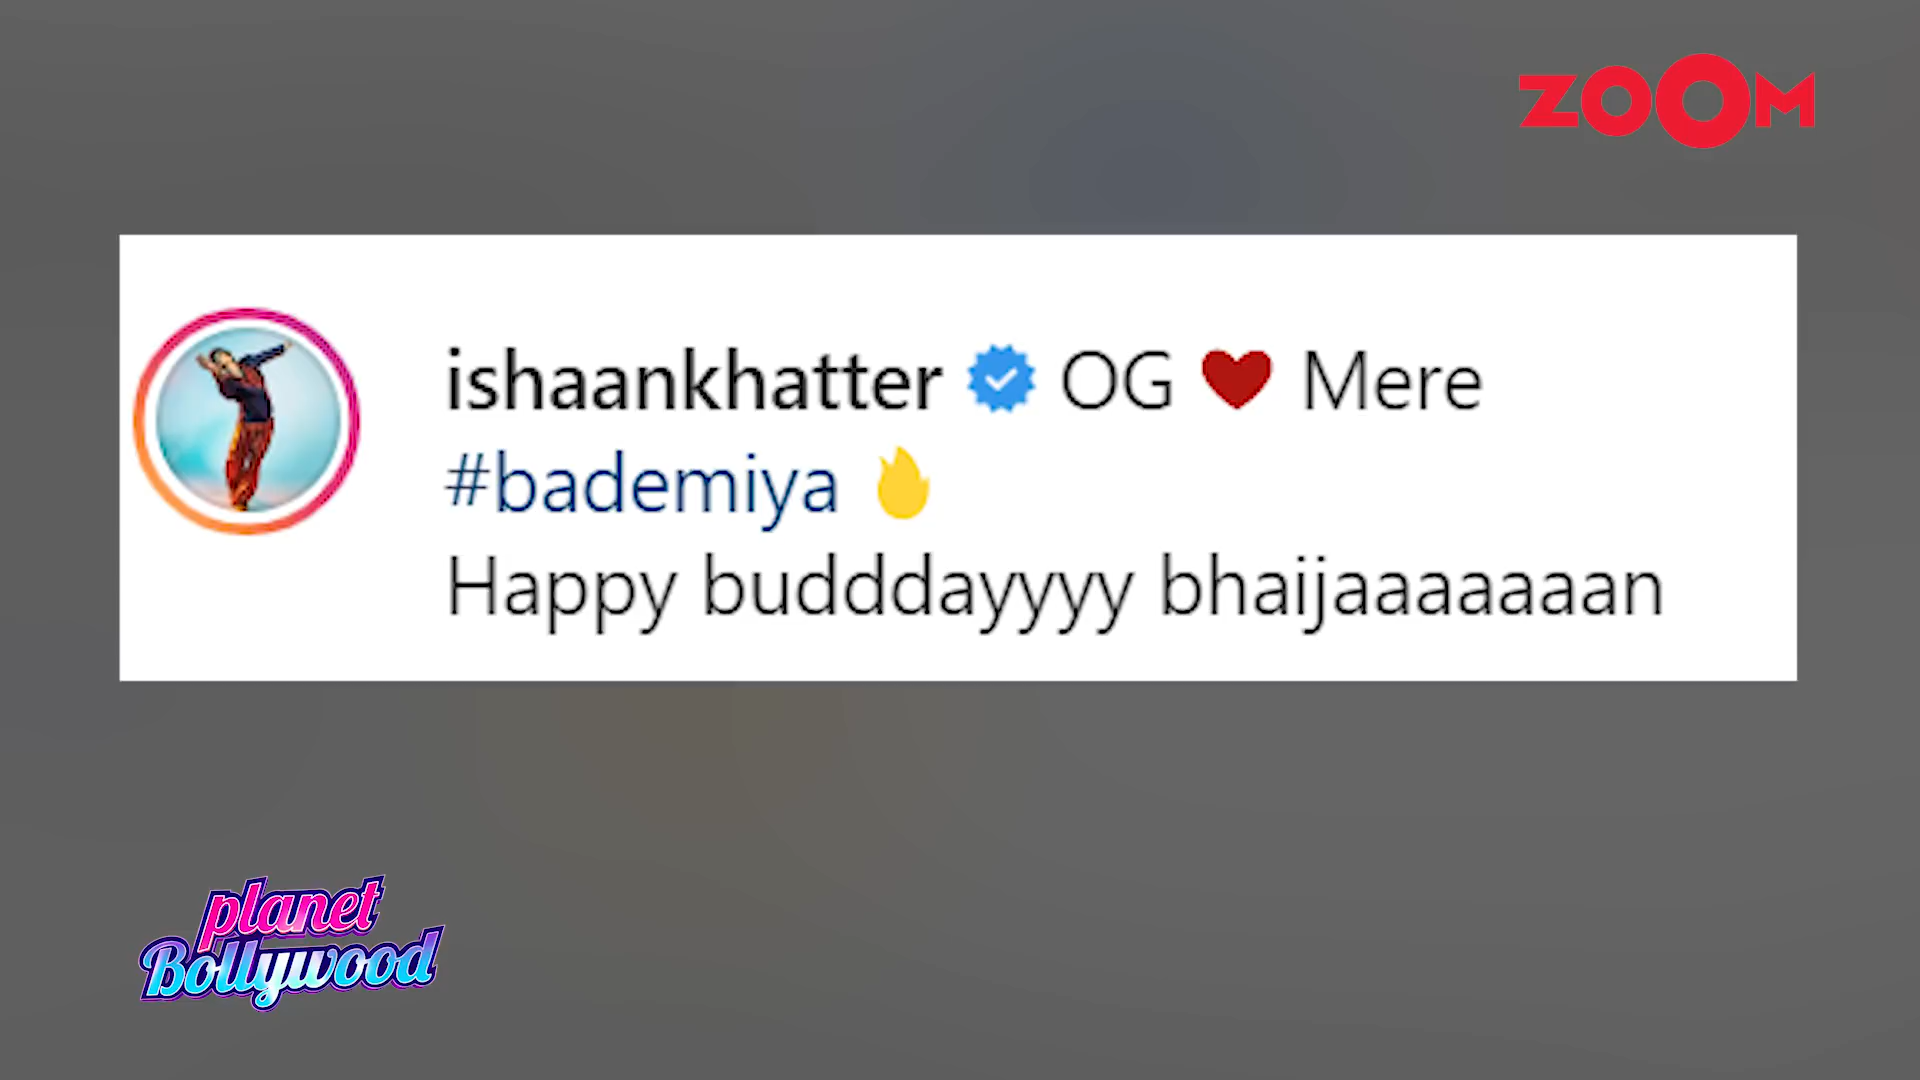 ZOOM
ishaankhatter OG ❤ Mere
#bademiya 🔥
Happy budddayyyy bhaijaaaaaaan
planet
Bollywood